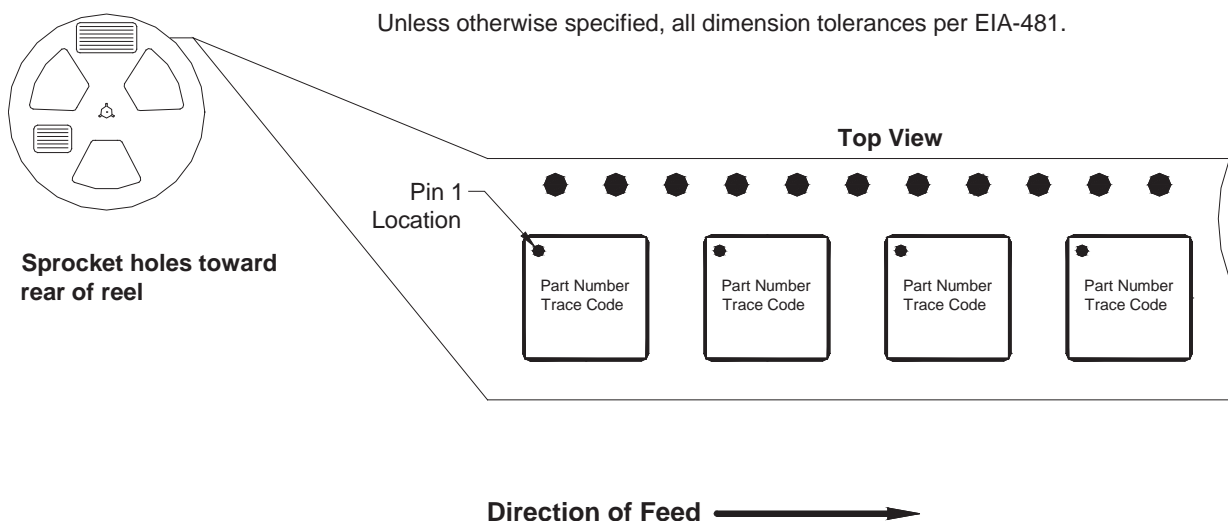 Unless otherwise specified, all dimension tolerances per EIA-481.
Top View
Pin 1
Location
Sprocket holes toward
rear of reel
Part Number
Trace Code
Part Number
Trace Code
Part Number
Trace Code
Part Number
Trace Code
Direction of Feed